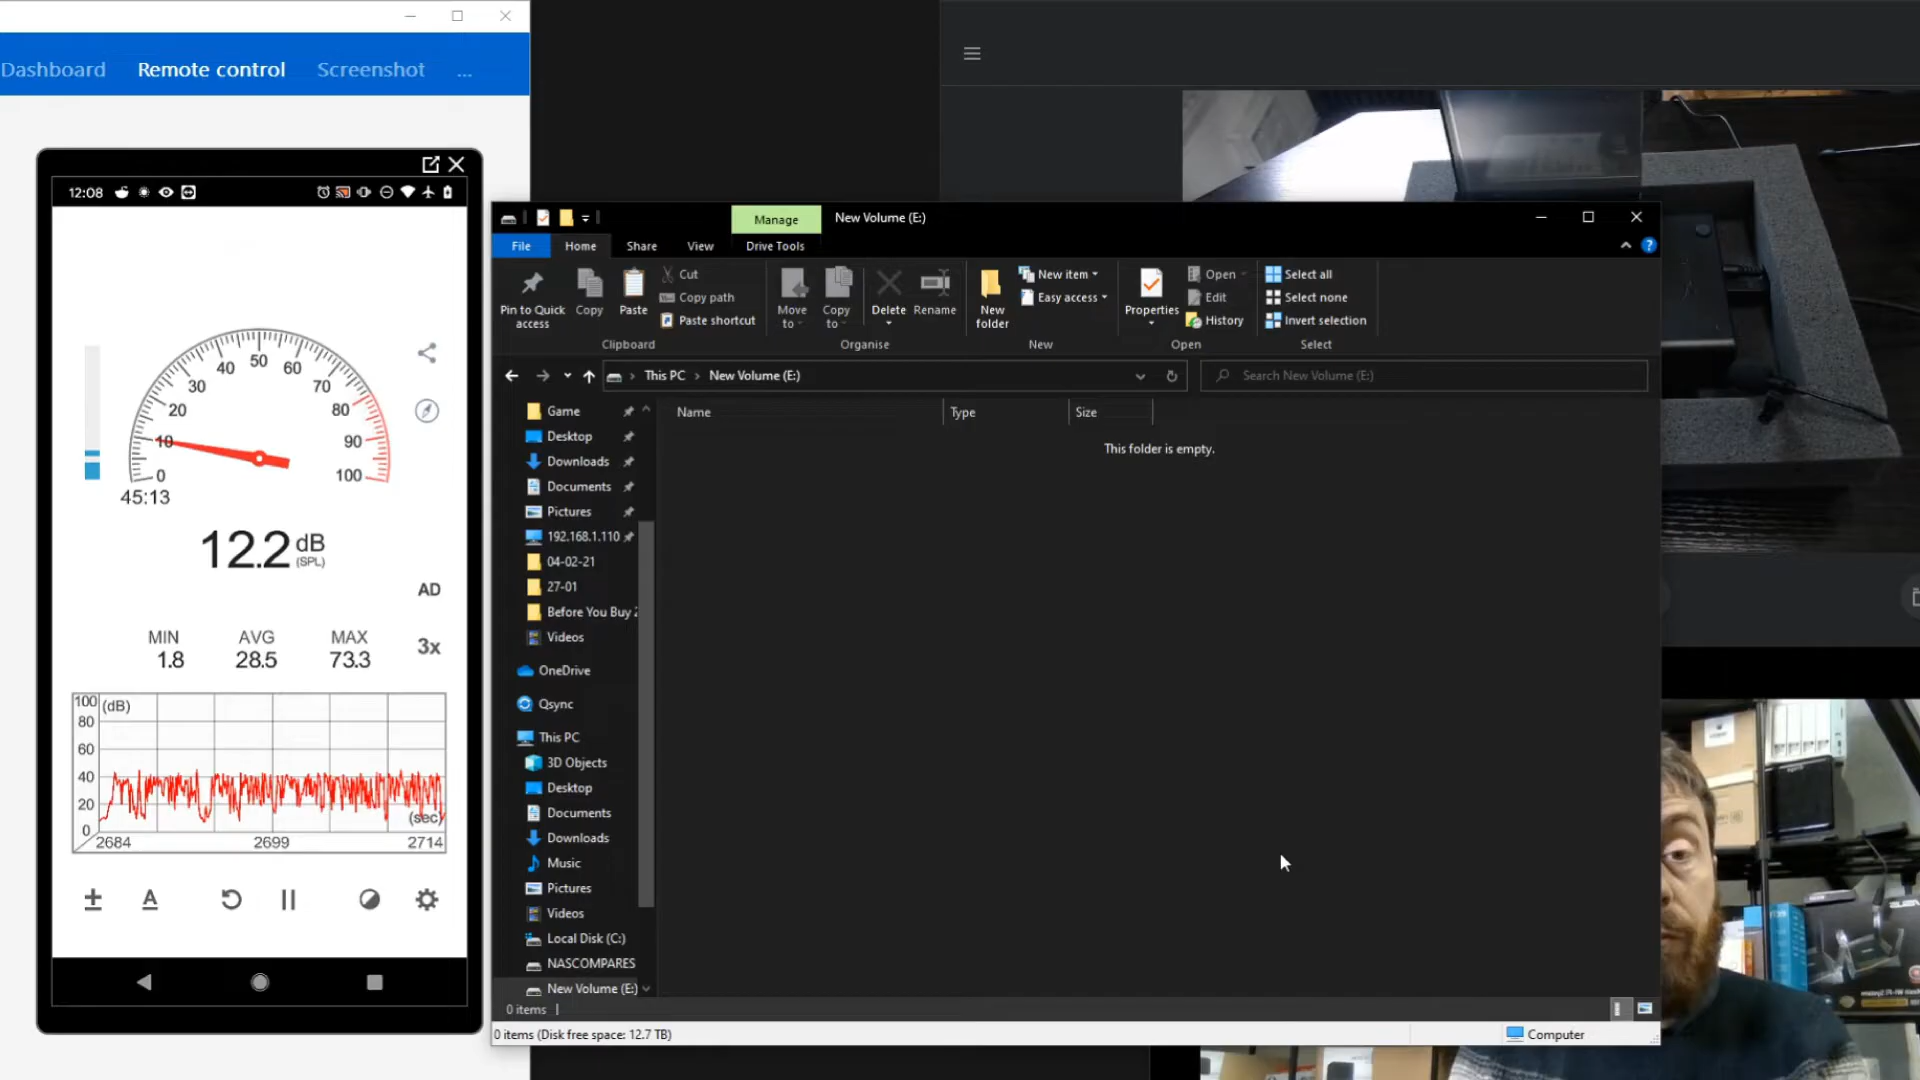 Dashboard Remote control Screenshot ...
12:08
0 10 20 30 40 50 60 70 80 90 100
45:13
12.2 dB
(SPL)
AD
MIN AVG MAX
1.8 28.5 73.3
3x
100 (dB)
80
60
40
20
0
(sec)
2684 2699 2714
A
Manage New Volume (E:)
File Home Share View Drive Tools
Pin to Quick access
Copy
Paste
Cut
Copy path
Paste shortcut
Clipboard
Move to
Copy to
Delete
Rename
Organise
New folder
New item
Easy access
New
Properties
Open
Edit
History
Open
Select all
Select none
Invert selection
Select
This PC > New Volume (E:)
Search New Volume (E:)
Name Type Size
This folder is empty.
Game
Desktop
Downloads
Documents
Pictures
192.168.1.110
04-02-21
27-01
Before You Buy 2
Videos
OneDrive
Qsync
This PC
3D Objects
Desktop
Documents
Downloads
Music
Pictures
Videos
Local Disk (C:)
NASCOMPARES
New Volume (E:)
0 items
0 items (Disk free space: 12.7 TB)
Computer